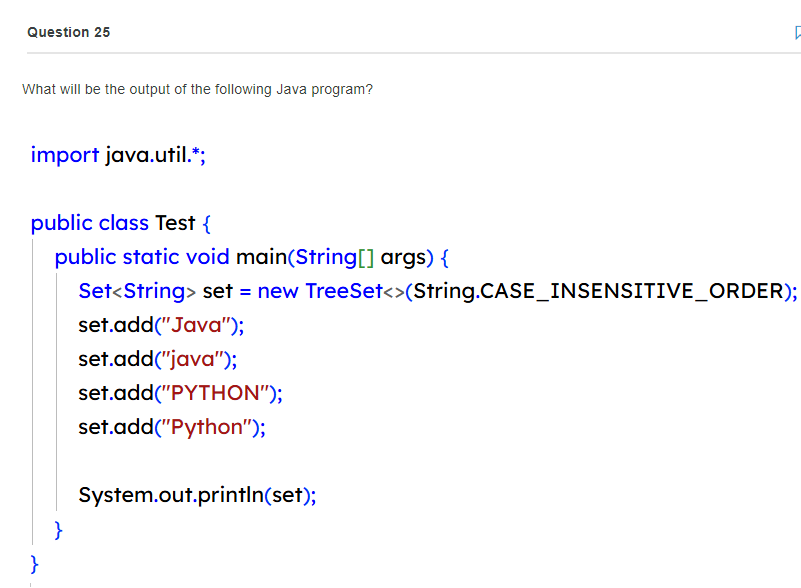 Question 25
What will be the output of the following Java program?
import java.util.*;
public class Test {
public static void main(String[] args) {
Set<String> set = new TreeSet<>(String.CASE_INSENSITIVE_ORDER);
set.add("Java");
set.add("java");
set.add("PYTHON");
set.add("Python");
System.out.println(set);
}
}